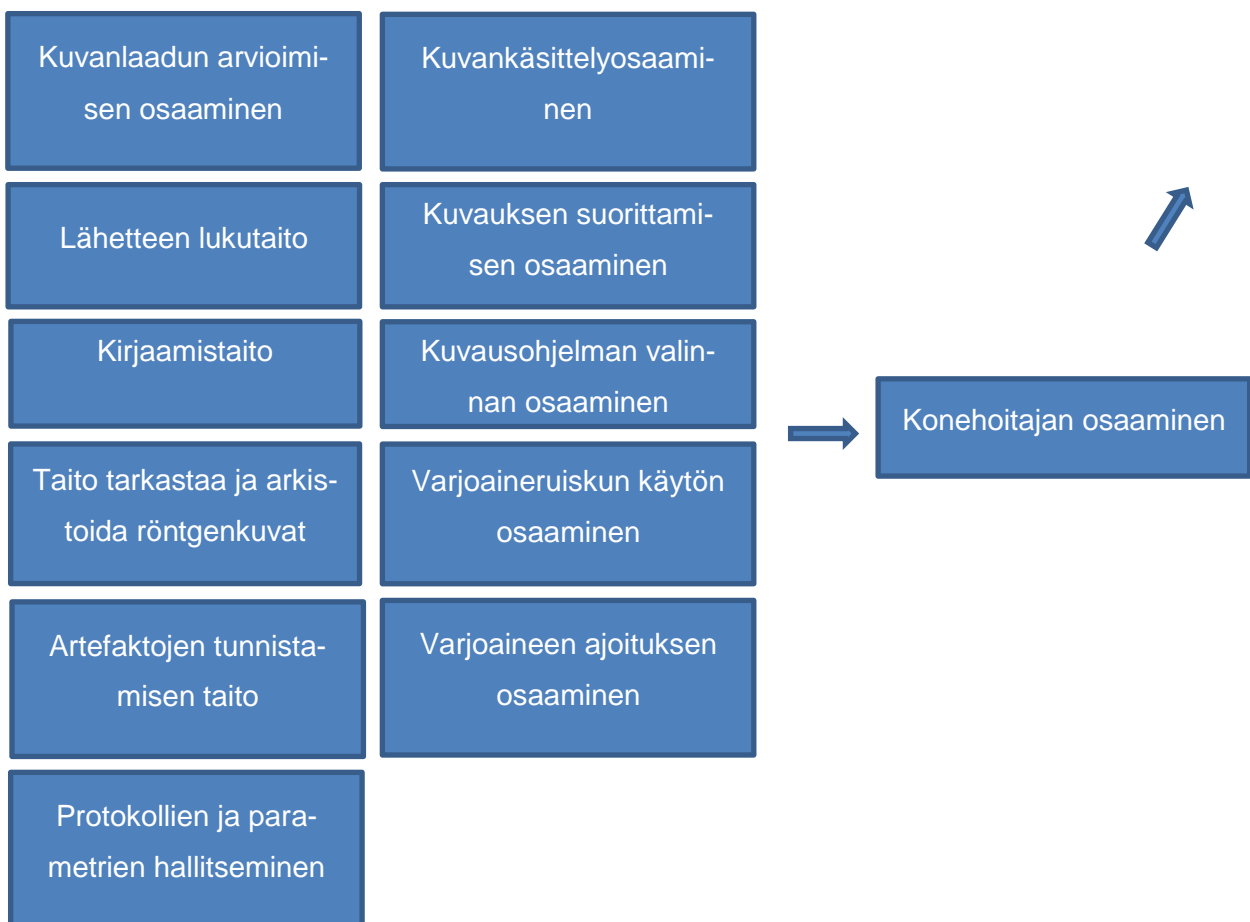 Kuvanlaadun arvioimi-
sen osaaminen
Kuvankäsittelyosaami-
nen
Lähetteen lukutaito
Kuvauksen suorittami-
sen osaaminen
Kirjaamistaito
Kuvausohjelman valin-
nan osaaminen
Konehoitajan osaaminen
Taito tarkastaa ja arkis-
toida röntgenkuvat
Varjoaineruiskun käytön
osaaminen
Artefaktojen tunnista-
misen taito
Varjoaineen ajoituksen
osaaminen
Protokollien ja para-
metrien hallitseminen